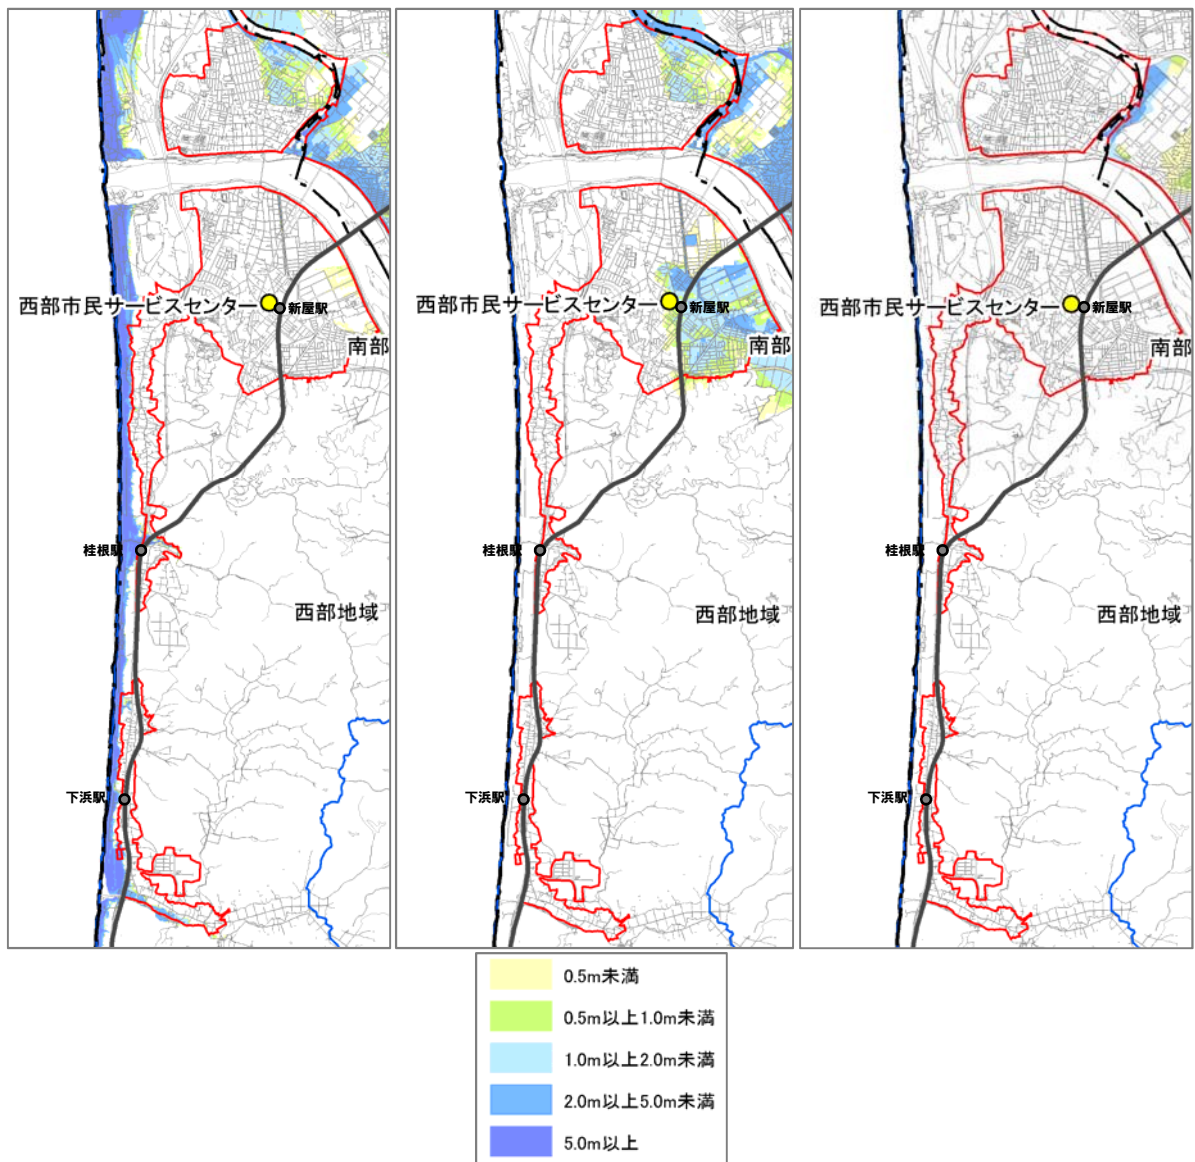 西部市民サービスセンター
新屋駅
南部
桂根駅
西部地域
下浜駅
西部市民サービスセンター
新屋駅
南部
桂根駅
西部地域
下浜駅
西部市民サービスセンター
新屋駅
南部
桂根駅
西部地域
下浜駅
0.5m未満
0.5m以上1.0m未満
1.0m以上2.0m未満
2.0m以上5.0m未満
5.0m以上